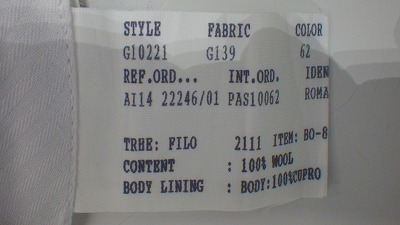 STYLE FABRIC COLOR
G10221 G139 62
REF.ORD... INT.ORD. IDEN
AI14 22246/01 PAS10062 ROMA
TRHE: FILO 2111 ITEM: BO-8
CONTENT : 100% WOOL
BODY LINING : BODY:100%CUPRO